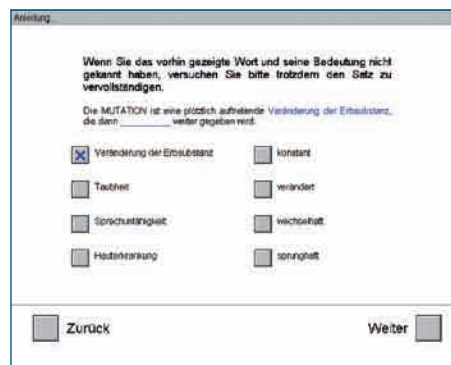 Anleitung...
Wenn Sie das vorhin gezeigte Wort und seine Bedeutung nicht
gekannt haben, versuchen Sie bitte trotzdem den Satz zu
vervollständigen.
Die MUTATION ist eine plötzlich auftretende Veränderung der Erbsubstanz,
die dann ________ weiter gegeben wird.
Veränderung der Erbsubstanz
konstant
Taubheit
verändert
Sprechunfähigkeit
wechselhaft
Hauterkrankung
sprunghaft
Zurück
Weiter